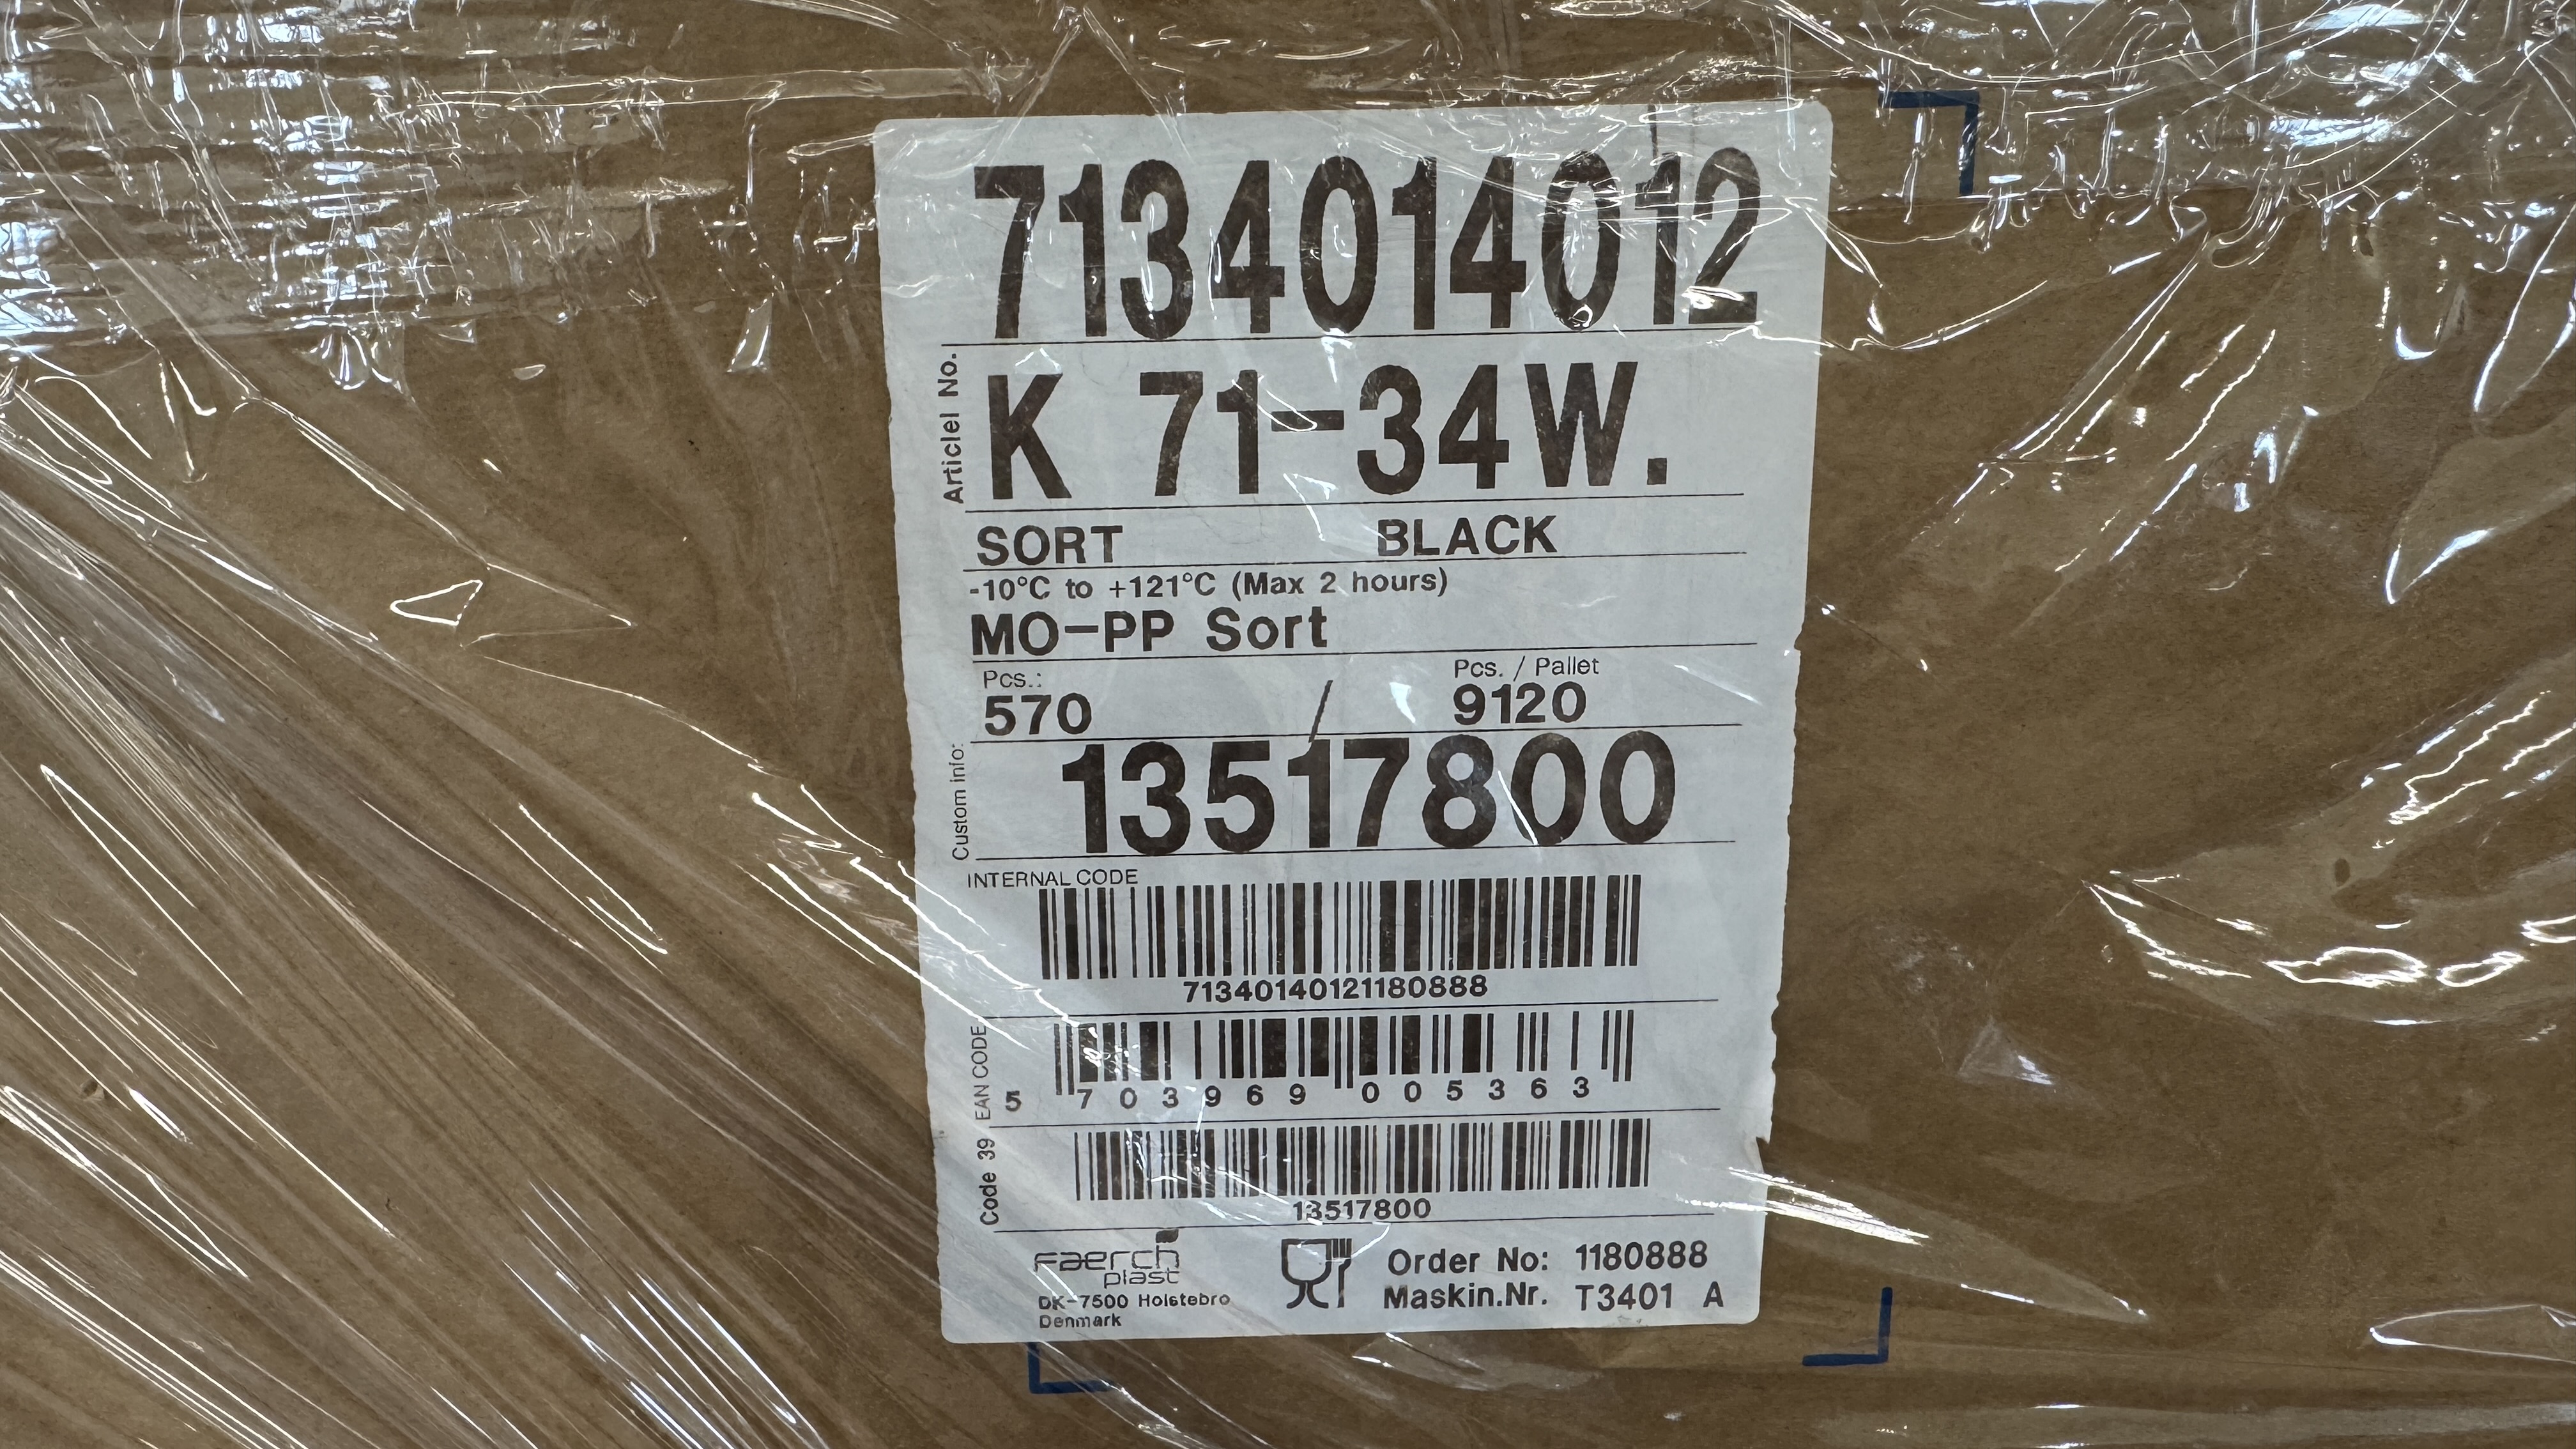 7134014012
Articlel No.
K 71-34W.
SORT BLACK
-10°C to +121°C (Max 2 hours)
MO-PP Sort
Pcs.: Pcs. / Pallet
570 / 9120
Custom info:
13517800
INTERNAL CODE
71340140121180888
EAN CODE
5 703969 005363
Code 39
13517800
Faerch
plast
DK-7500 Holstebro
Denmark
Order No: 1180888
Maskin.Nr. T3401 A